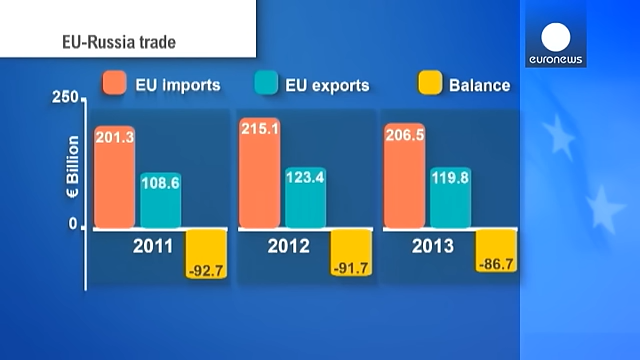 EU-Russia trade
euronews
EU imports
EU exports
Balance
250
€ Billion
0
201.3
108.6
-92.7
2011
215.1
123.4
-91.7
2012
206.5
119.8
-86.7
2013